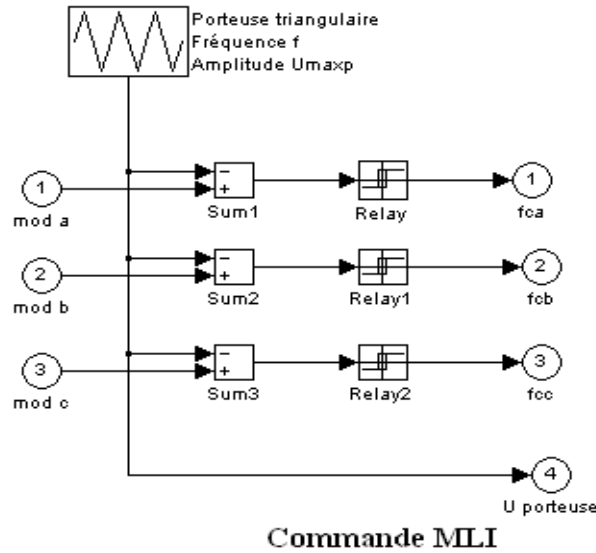 Porteuse triangulaire
Fréquence f
Amplitude Umaxp
1
mod a
−
+
Sum1
Relay
1
fca
2
mod b
−
+
Sum2
Relay1
2
fcb
3
mod c
−
+
Sum3
Relay2
3
fcc
4
U porteuse
Commande MLI